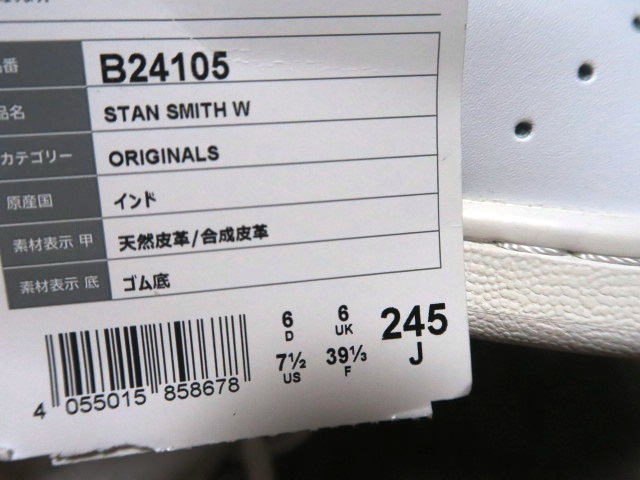 品番 B24105
品名 STAN SMITH W
カテゴリー ORIGINALS
原産国 インド
素材表示 甲 天然皮革/合成皮革
素材表示 底 ゴム底
6 D 6 UK 245 J
7½ US 39⅓ F
4 055015 858678